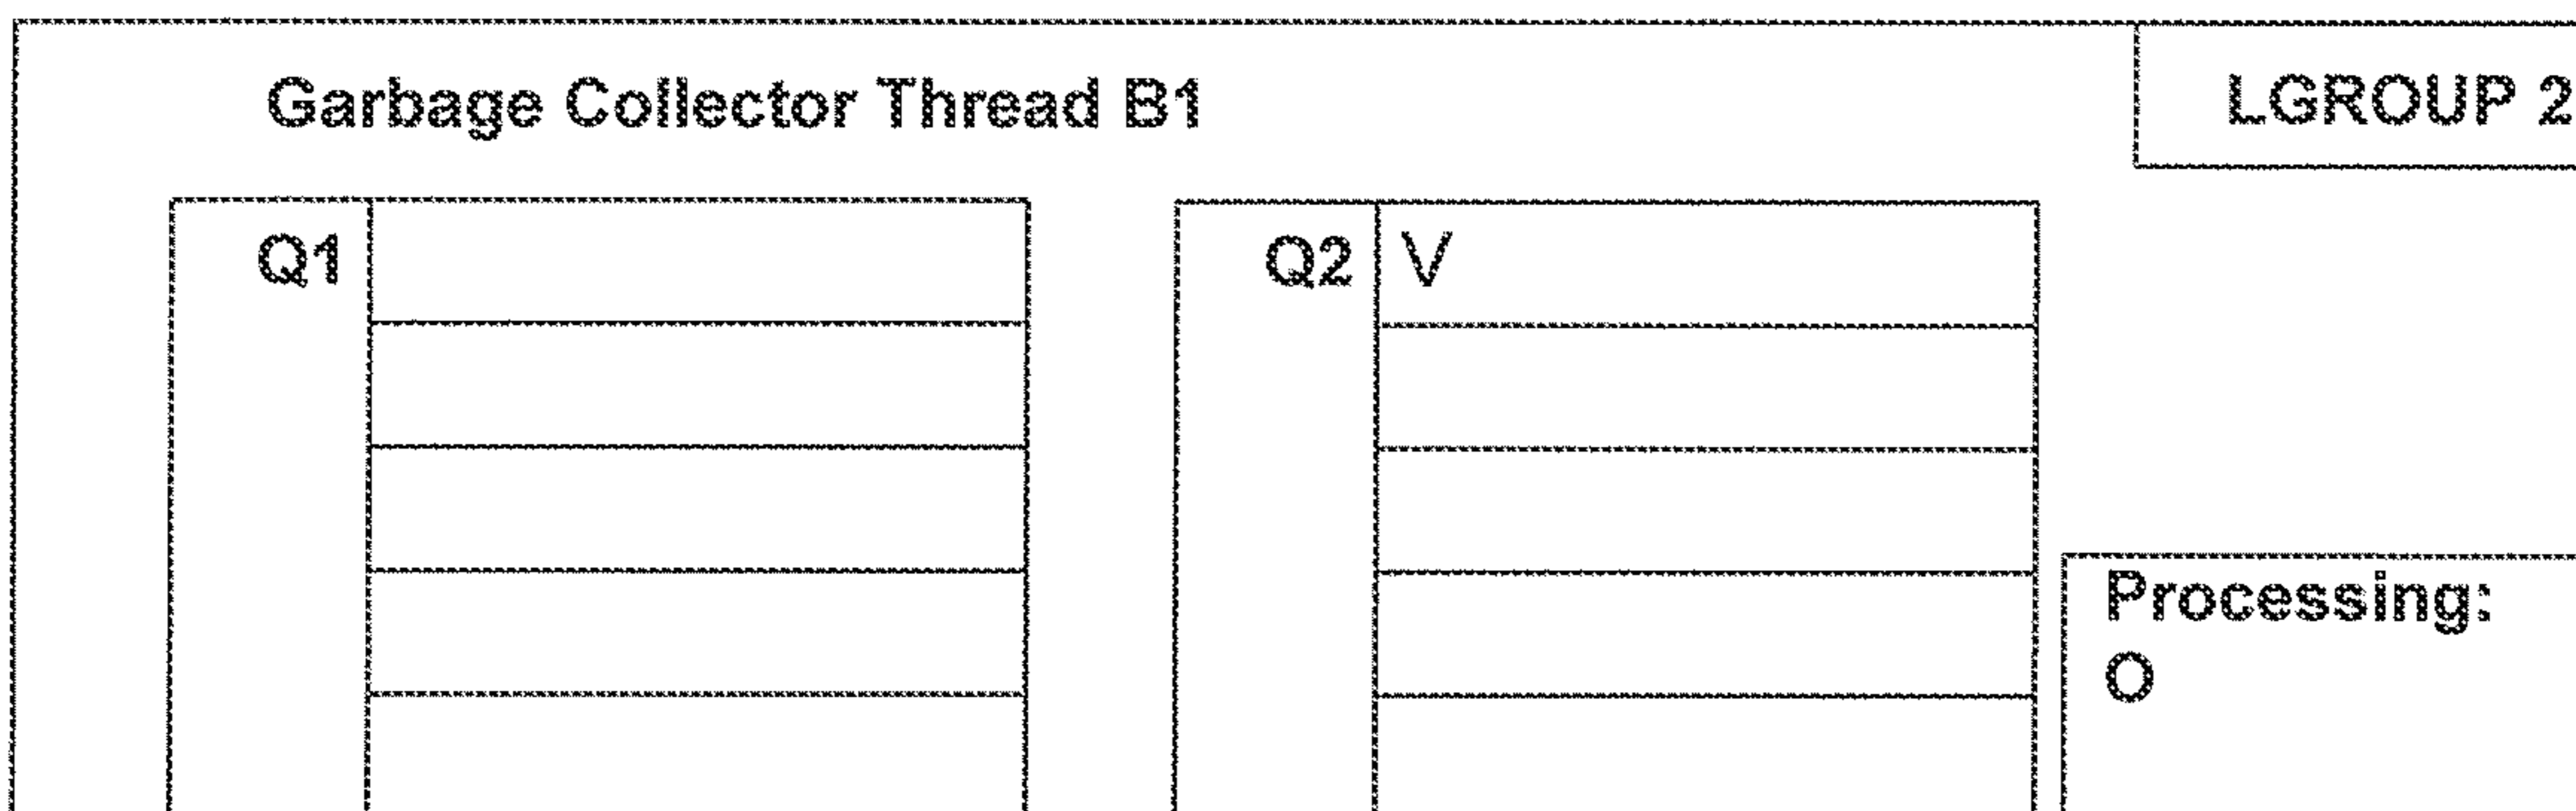 Garbage Collector Thread B1
LGROUP 2
Q1
Q2 V
Processing:
O